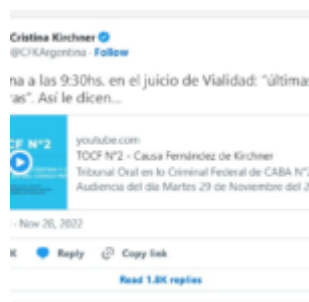 Cristina Kirchner
@CFKArgentina · Follow
na a las 9:30hs. en el juicio de Vialidad: "última
as". Así le dicen...
CF N°2
youtube.com
TOCF N°2 - Causa Fernández de Kirchner
Tribunal Oral en lo Criminal Federal de CABA N°
Audiencia del día Martes 29 de Noviembre del 2
· Nov 28, 2022
K Reply Copy link
Read 1.8K replies